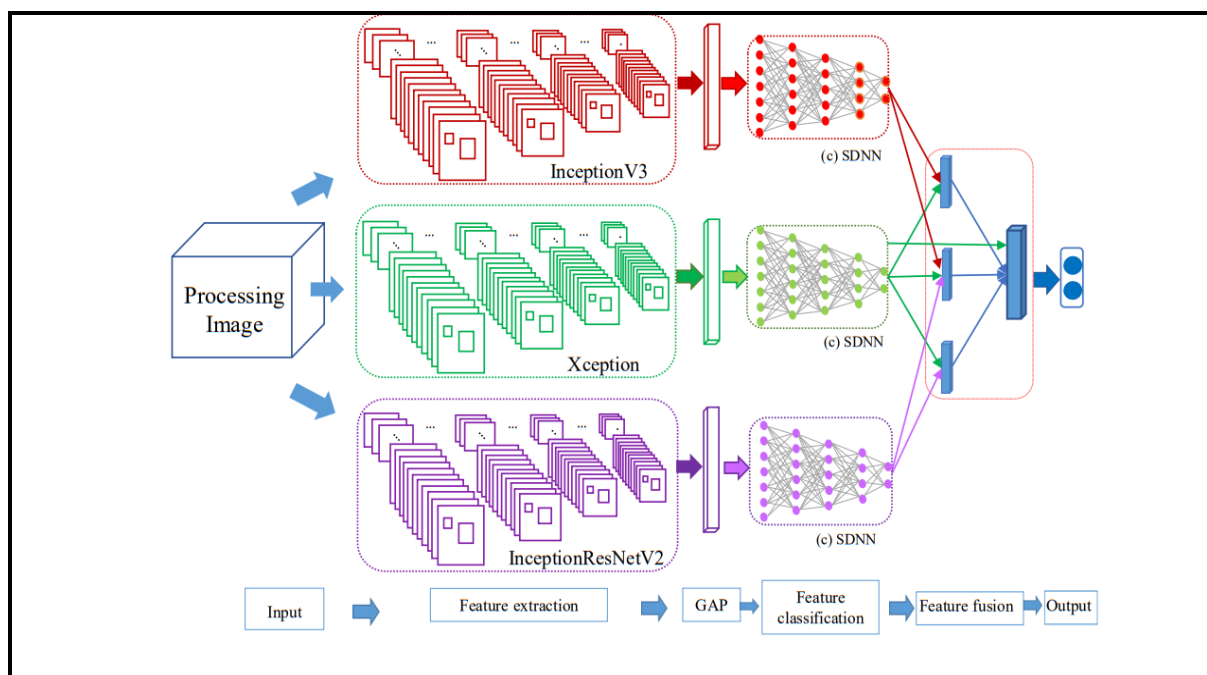 InceptionV3
(c) SDNN
Processing
Image
Xception
(c) SDNN
InceptionResNetV2
(c) SDNN
Input
Feature extraction
GAP
Feature
classification
Feature fusion
Output